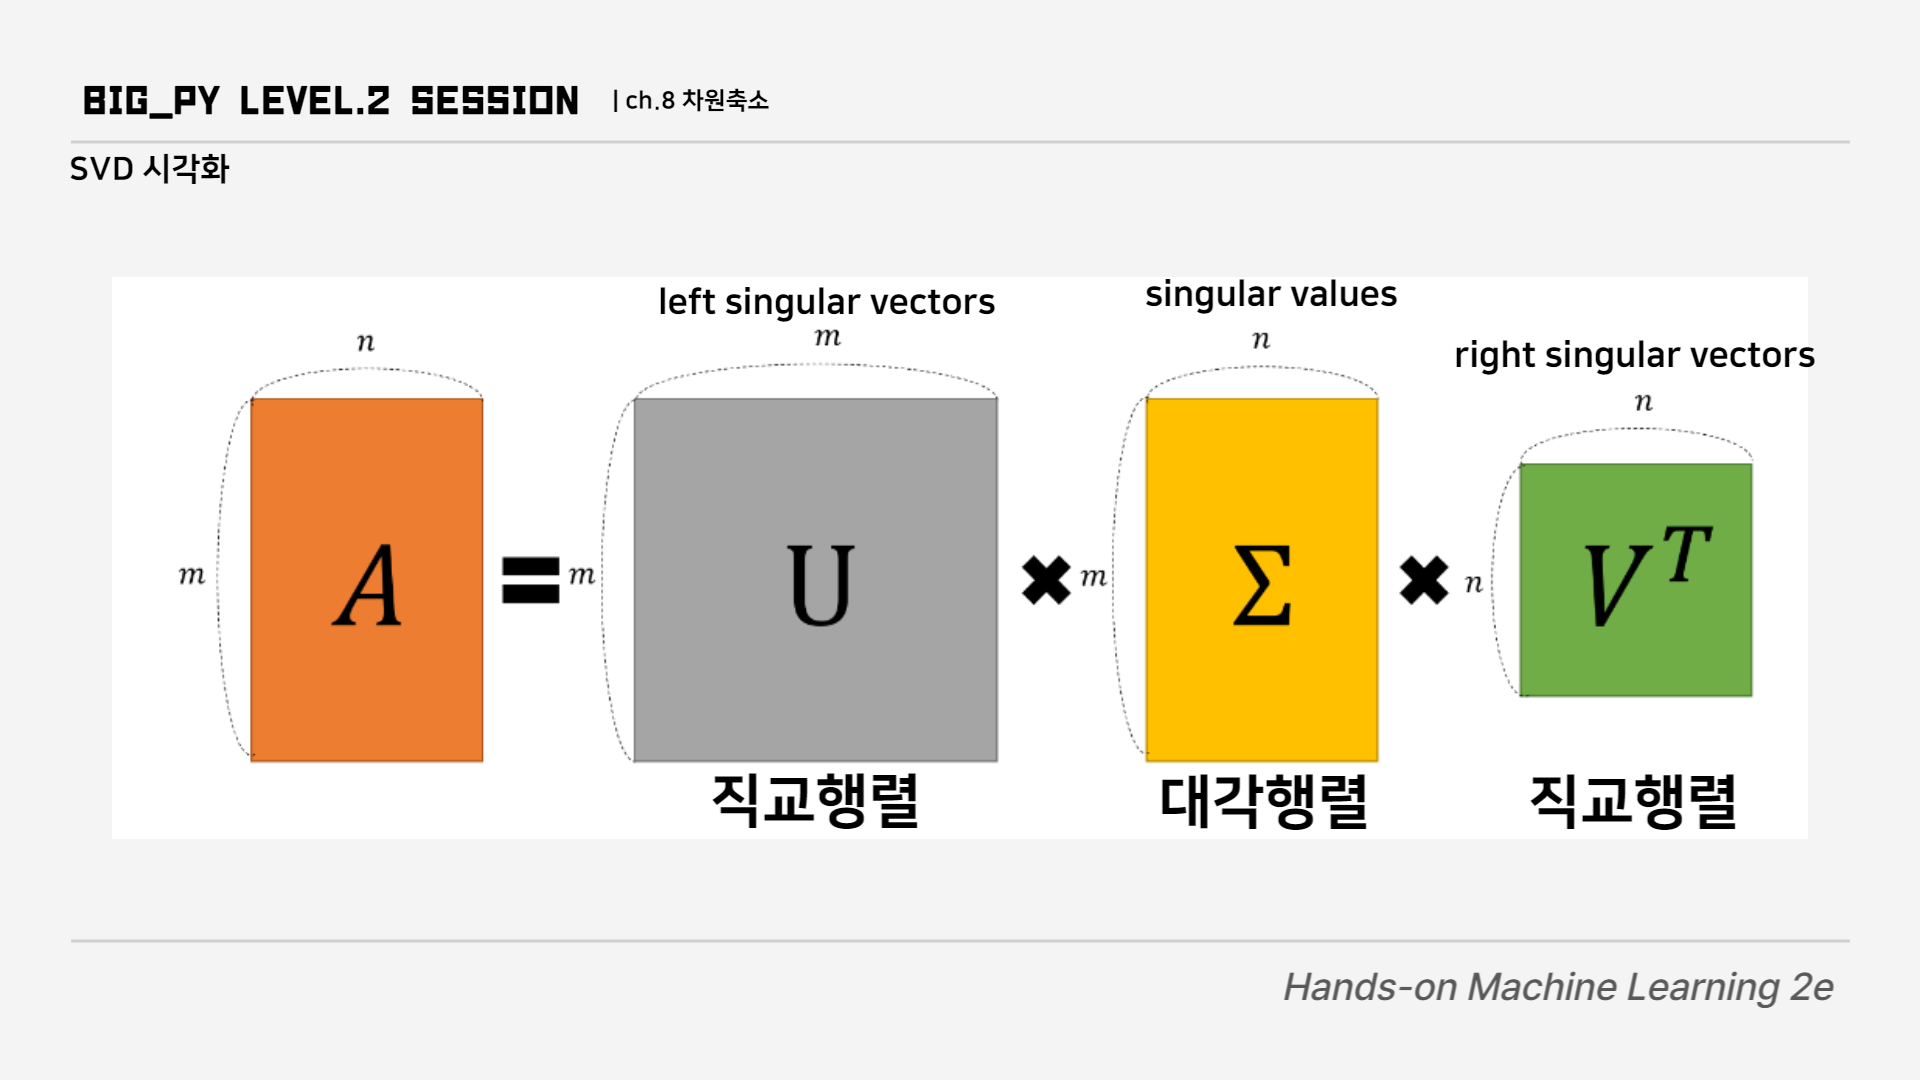 BIG_PY LEVEL.2 SESSION | ch.8 차원축소
SVD 시각화
left singular vectors
singular values
right singular vectors
n
m
n
n
m
A
=
m
U
✖
m
Σ
✖
n
V^T
직교행렬
대각행렬
직교행렬
Hands-on Machine Learning 2e